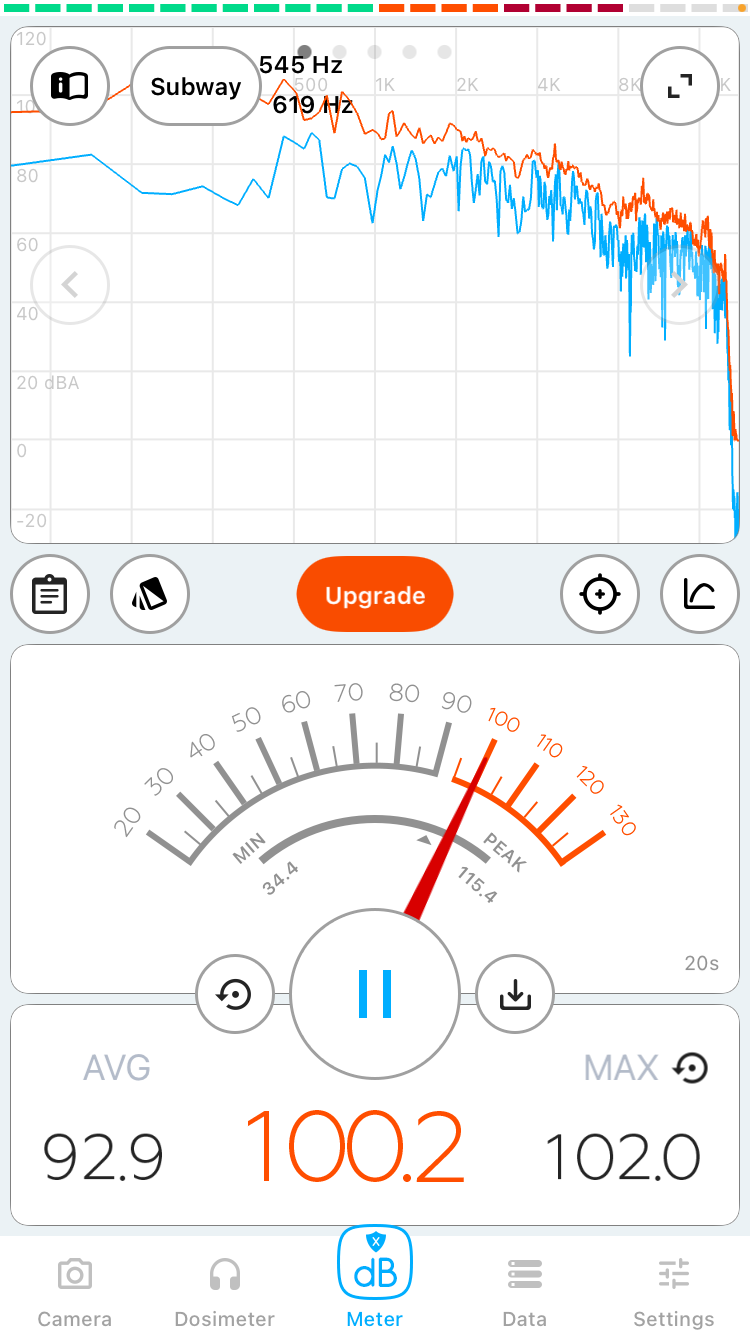 120
545 Hz
Subway
500 1K 2K 4K 8K K
10
619 Hz
80
60
40
20 dBA
0
-20
Upgrade
20 30 40 50 60 70 80 90 100 110 120 130
MIN PEAK
34.4 115.4
20s
AVG MAX
92.9 100.2 102.0
X
dB
Camera Dosimeter Meter Data Settings